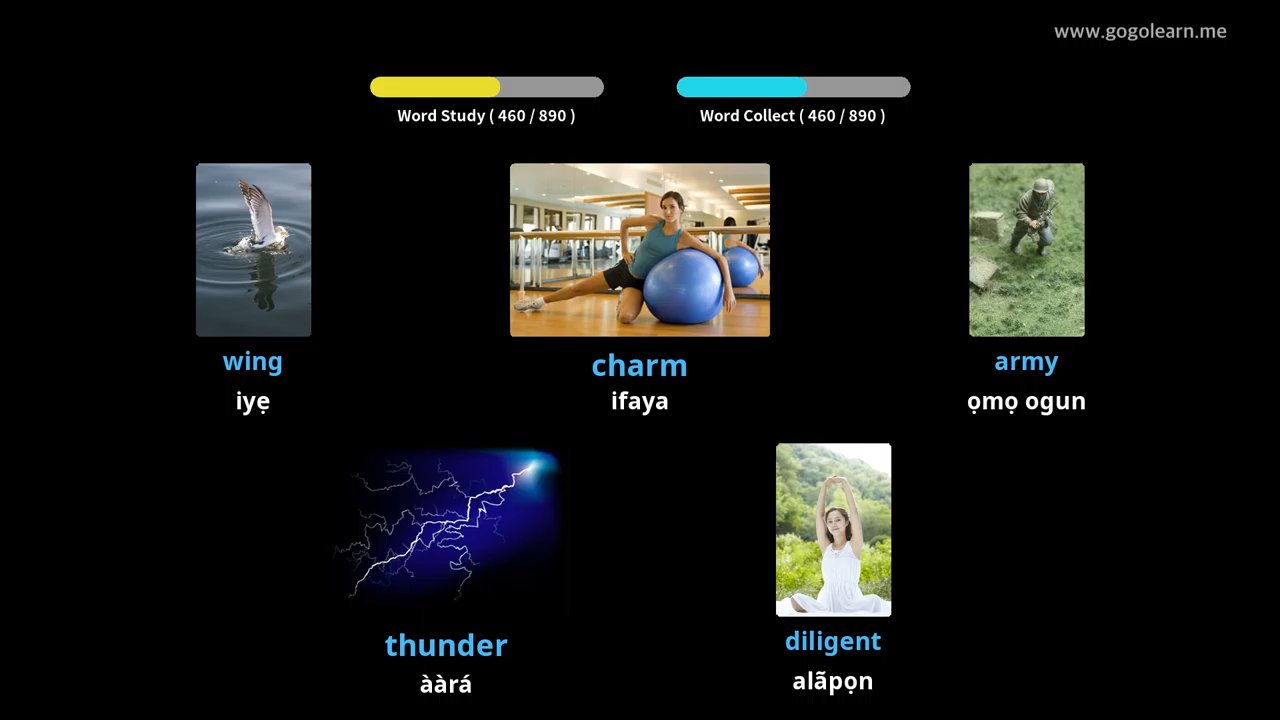 www.gogolearn.me
Word Study ( 460 / 890 )
Word Collect ( 460 / 890 )
wing
charm
army
iyẹ
ifaya
ọmọ ogun
thunder
diligent
ààrá
alãpọn